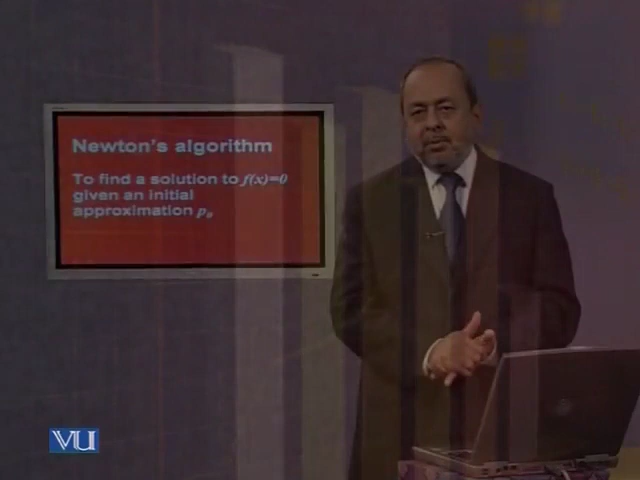 Newton's algorithm
To find a solution to f(x)=0
given an initial
approximation p₀
VU